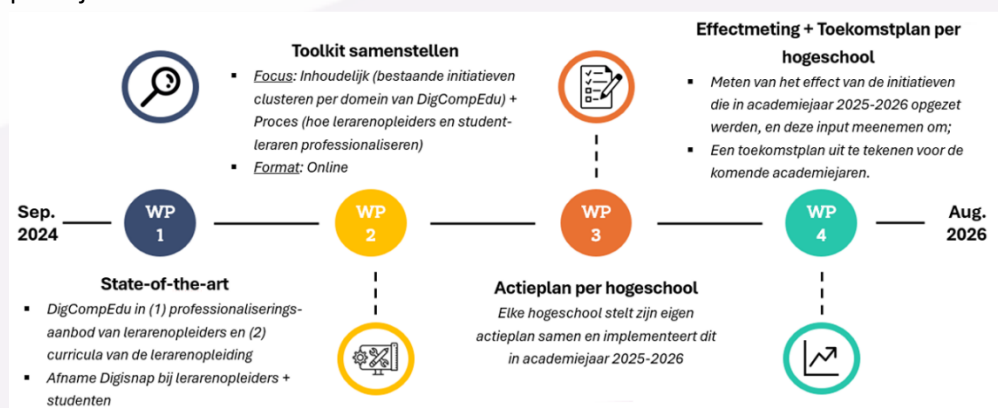 Toolkit samenstellen
▪ Focus: Inhoudelijk (bestaande initiatieven
clusteren per domein van DigCompEdu) +
Proces (hoe lerarenopleiders en student-
leraren professionaliseren)
▪ Format: Online
Effectmeting + Toekomstplan per
hogeschool
▪ Meten van het effect van de initiatieven
die in academiejaar 2025-2026 opgezet
werden, en deze input meenemen om;
▪ Een toekomstplan uit te tekenen voor de
komende academiejaren.
Sep.
2024
WP
1
WP
2
WP
3
WP
4
Aug.
2026
State-of-the-art
▪ DigCompEdu in (1) professionaliserings-
aanbod van lerarenopleiders en (2)
curricula van de lerarenopleiding
▪ Afname Digisnap bij lerarenopleiders +
studenten
Actieplan per hogeschool
Elke hogeschool stelt zijn eigen
actieplan samen en implementeert dit
in academiejaar 2025-2026